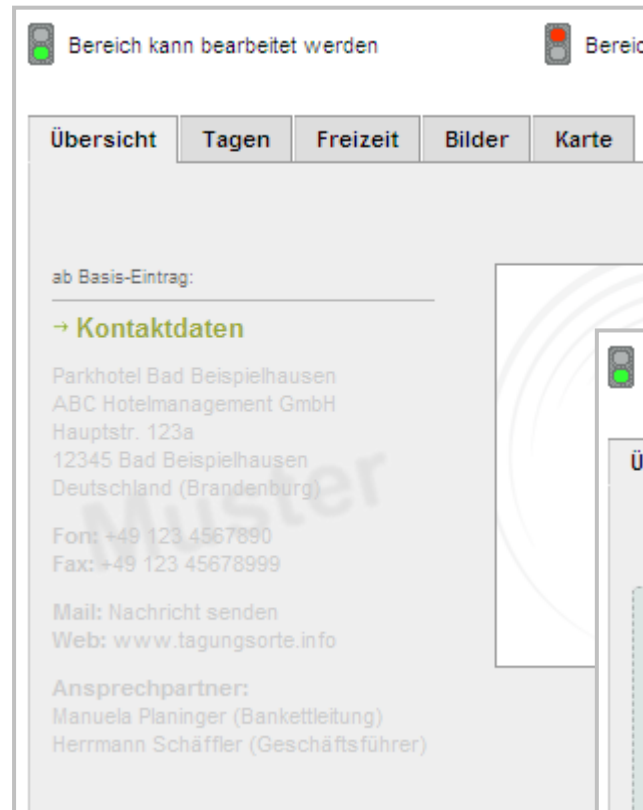 Bereich kann bearbeitet werden
Bereic
Übersicht
Tagen
Freizeit
Bilder
Karte
ab Basis-Eintrag:
→ Kontaktdaten
Parkhotel Bad Beispielhausen
ABC Hotelmanagement GmbH
Hauptstr. 123a
12345 Bad Beispielhausen
Deutschland (Brandenburg)
Muster
Fon: +49 123 4567890
Fax: +49 123 45678999
Mail: Nachricht senden
Web: www.tagungsorte.info
Ansprechpartner:
Manuela Planinger (Bankettleitung)
Herrmann Schäffler (Geschäftsführer)
Ü